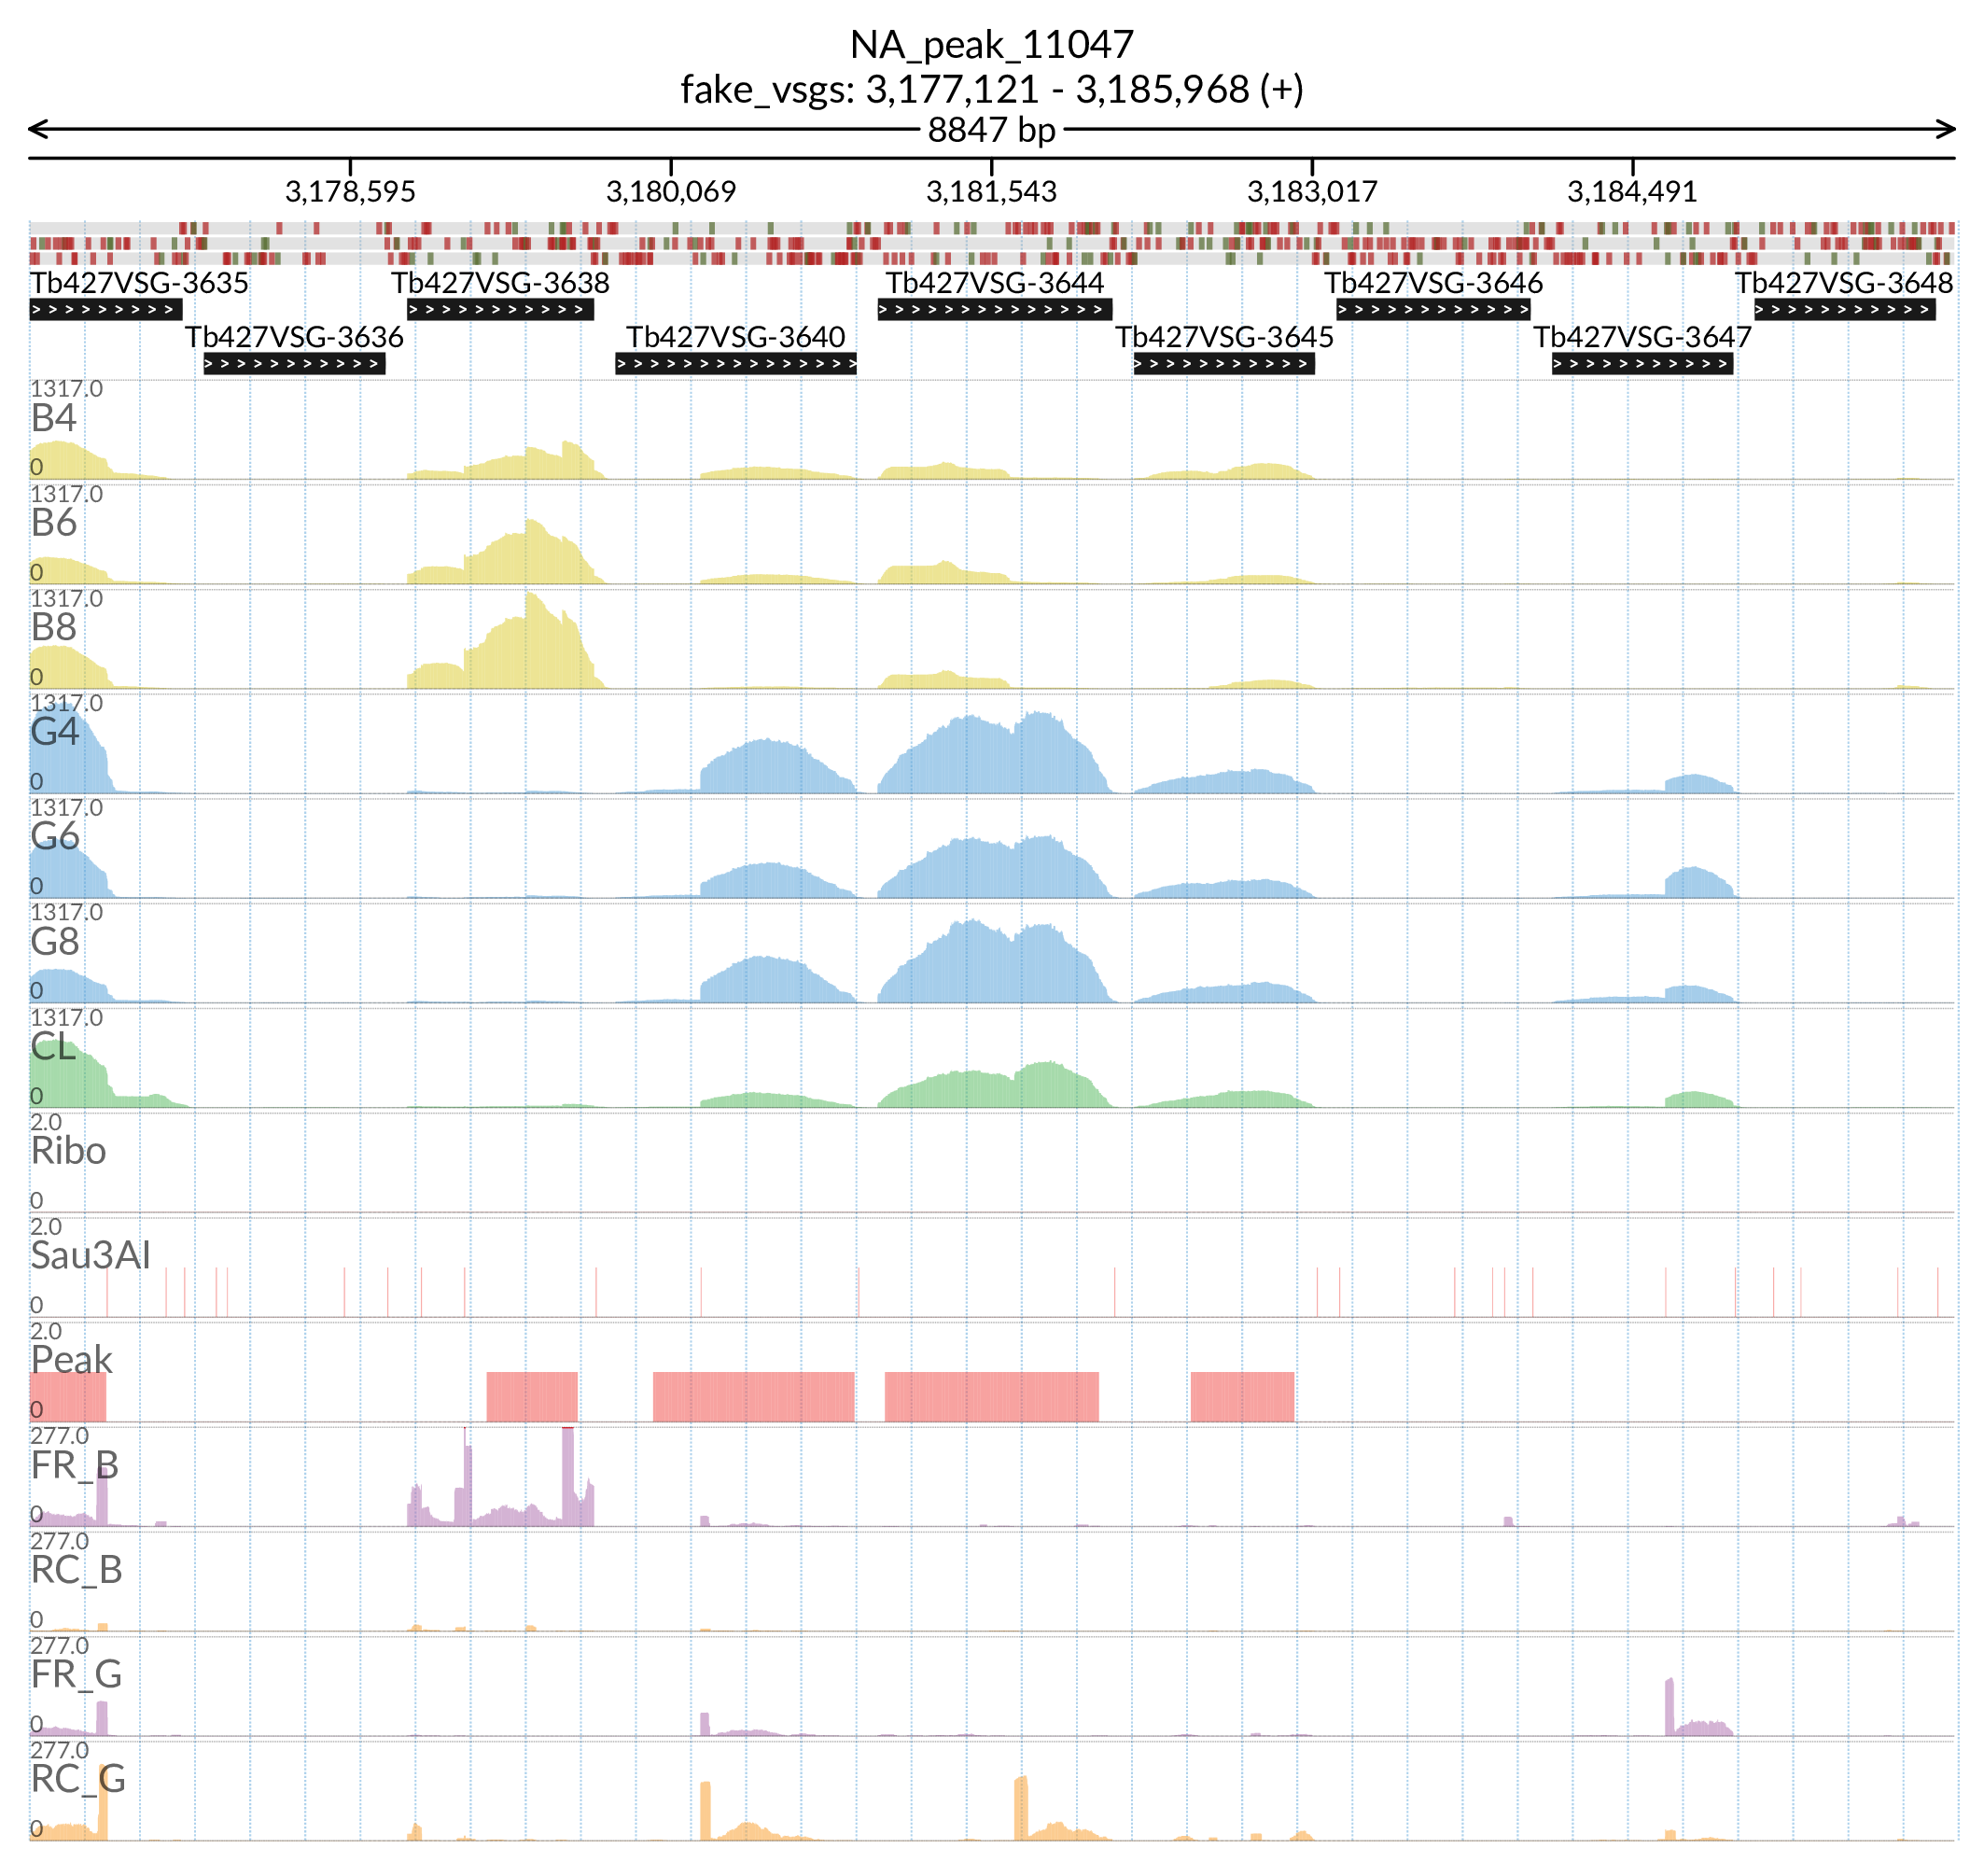 NA_peak_11047
fake_vsgs: 3,177,121 - 3,185,968 (+)
8847 bp
3,178,595 3,180,069 3,181,543 3,183,017 3,184,491
Tb427VSG-3635 Tb427VSG-3638 Tb427VSG-3644 Tb427VSG-3646 Tb427VSG-3648
Tb427VSG-3636 Tb427VSG-3640 Tb427VSG-3645 Tb427VSG-3647
1317.0
B4
0
1317.0
B6
0
1317.0
B8
0
1317.0
G4
0
1317.0
G6
0
1317.0
G8
0
1317.0
CL
0
2.0
Ribo
0
2.0
Sau3AI
0
2.0
Peak
0
277.0
FR_B
0
277.0
RC_B
0
277.0
FR_G
0
277.0
RC_G
0